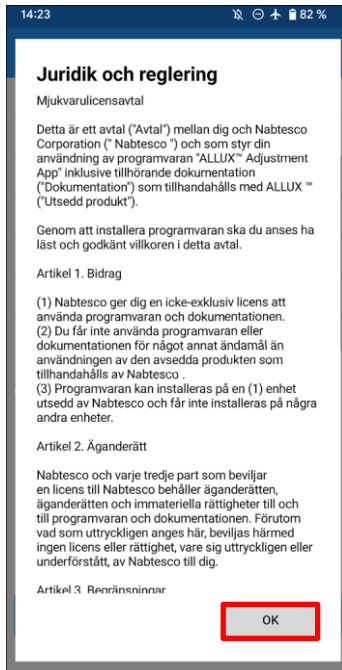 14:23
82 %
Juridik och reglering
Mjukvarulicensavtal
Detta är ett avtal ("Avtal") mellan dig och Nabtesco
Corporation (" Nabtesco ") och som styr din
användning av programvaran "ALLUX™ Adjustment
App" inklusive tillhörande dokumentation
("Dokumentation") som tillhandahålls med ALLUX ™
("Utsedd produkt").
Genom att installera programvaran ska du anses ha
läst och godkänt villkoren i detta avtal.
Artikel 1. Bidrag
(1) Nabtesco ger dig en icke-exklusiv licens att
använda programvaran och dokumentationen.
(2) Du får inte använda programvaran eller
dokumentationen för något annat ändamål än
användningen av den avsedda produkten som
tillhandahålls av Nabtesco .
(3) Programvaran kan installeras på en (1) enhet
utsedd av Nabtesco och får inte installeras på några
andra enheter.
Artikel 2. Äganderätt
Nabtesco och varje tredje part som beviljar
en licens till Nabtesco behåller äganderätten,
äganderätten och immateriella rättigheter till och
till programvaran och dokumentationen. Förutom
vad som uttryckligen anges här, beviljas härmed
ingen licens eller rättighet, vare sig uttryckligen eller
underförstått, av Nabtesco till dig.
Artikel 3. Begränsningar
OK